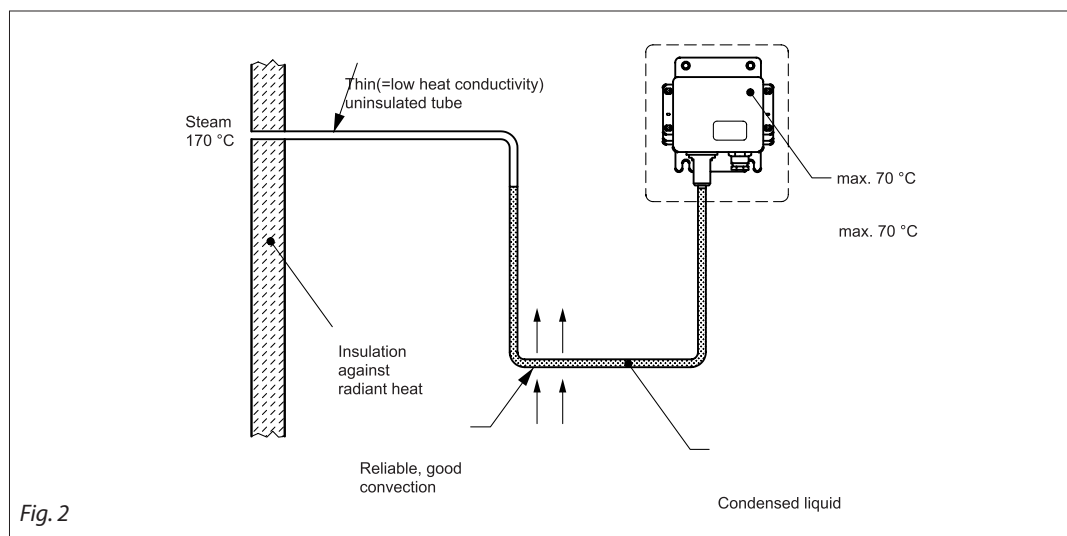 Thin(=low heat conductivity)
uninsulated tube
Steam
170 °C
max. 70 °C
max. 70 °C
Insulation
against
radiant heat
Reliable, good
convection
Condensed liquid
Fig. 2